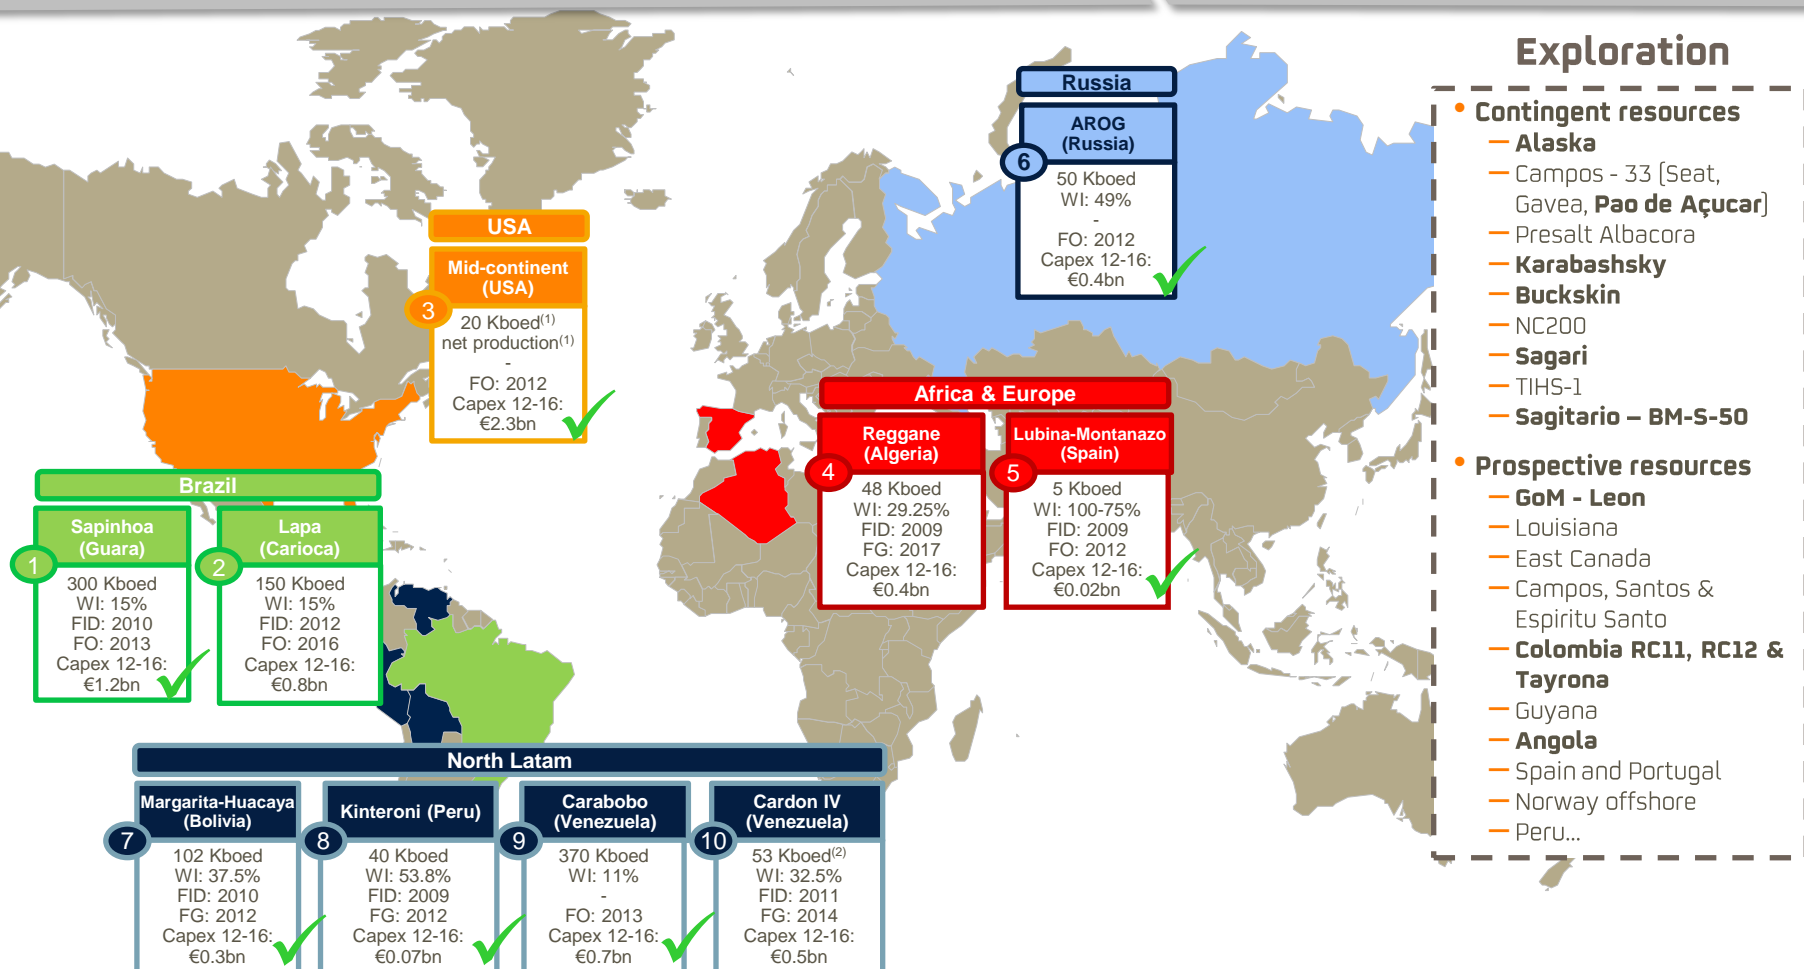 Exploration
• Contingent resources
– Alaska
– Campos - 33 (Seat,
Gavea, Pao de Açucar)
– Presalt Albacora
– Karabashsky
– Buckskin
– NC200
– Sagari
– TIHS-1
– Sagitario – BM-S-50
• Prospective resources
– GoM - Leon
– Louisiana
– East Canada
– Campos, Santos &
Espiritu Santo
– Colombia RC11, RC12 &
Tayrona
– Guyana
– Angola
– Spain and Portugal
– Norway offshore
– Peru...
Russia
AROG
(Russia)
6
50 Kboed
WI: 49%
-
FO: 2012
Capex 12-16:
€0.4bn
USA
Mid-continent
(USA)
3
20 Kboed(1)
net production(1)
-
FO: 2012
Capex 12-16:
€2.3bn
Africa & Europe
Reggane
(Algeria)
4
48 Kboed
WI: 29.25%
FID: 2009
FG: 2017
Capex 12-16:
€0.4bn
Lubina-Montanazo
(Spain)
5
5 Kboed
WI: 100-75%
FID: 2009
FO: 2012
Capex 12-16:
€0.02bn
Brazil
Sapinhoa
(Guara)
1
300 Kboed
WI: 15%
FID: 2010
FO: 2013
Capex 12-16:
€1.2bn
Lapa
(Carioca)
2
150 Kboed
WI: 15%
FID: 2012
FO: 2016
Capex 12-16:
€0.8bn
North Latam
Margarita-Huacaya
(Bolivia)
7
102 Kboed
WI: 37.5%
FID: 2010
FG: 2012
Capex 12-16:
€0.3bn
Kinteroni (Peru)
8
40 Kboed
WI: 53.8%
FID: 2009
FG: 2012
Capex 12-16:
€0.07bn
Carabobo
(Venezuela)
9
370 Kboed
WI: 11%
-
FO: 2013
Capex 12-16:
€0.7bn
Cardon IV
(Venezuela)
10
53 Kboed(2)
WI: 32.5%
FID: 2011
FG: 2014
Capex 12-16:
€0.5bn